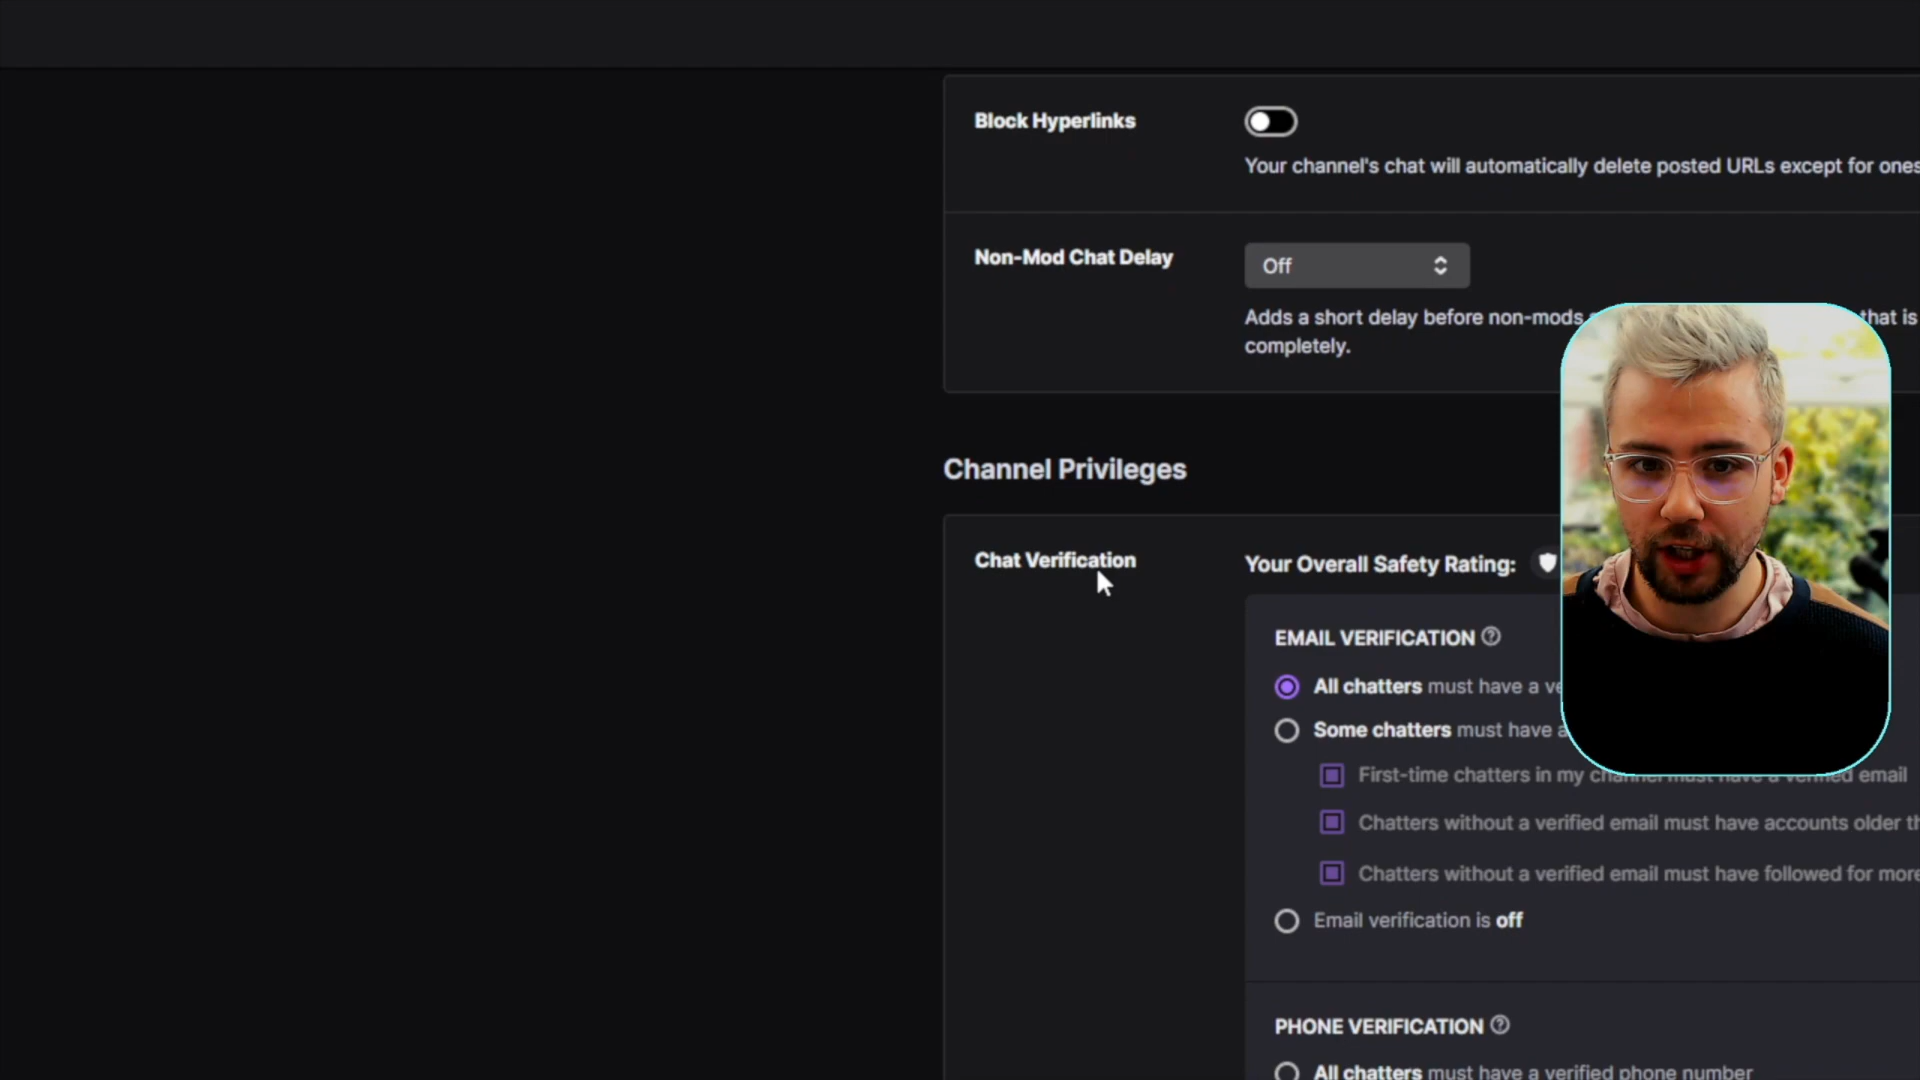 Block Hyperlinks
Your channel's chat will automatically delete posted URLs except for ones
Non-Mod Chat Delay
Off
Adds a short delay before non-mods that is
completely.
Channel Privileges
Chat Verification
Your Overall Safety Rating:
EMAIL VERIFICATION
All chatters must have a
Some chatters must have a
First-time chatters in my channel must have a verified email
Chatters without a verified email must have accounts older
Chatters without a verified email must have followed for more
Email verification is off
PHONE VERIFICATION
All chatters must have a verified phone number